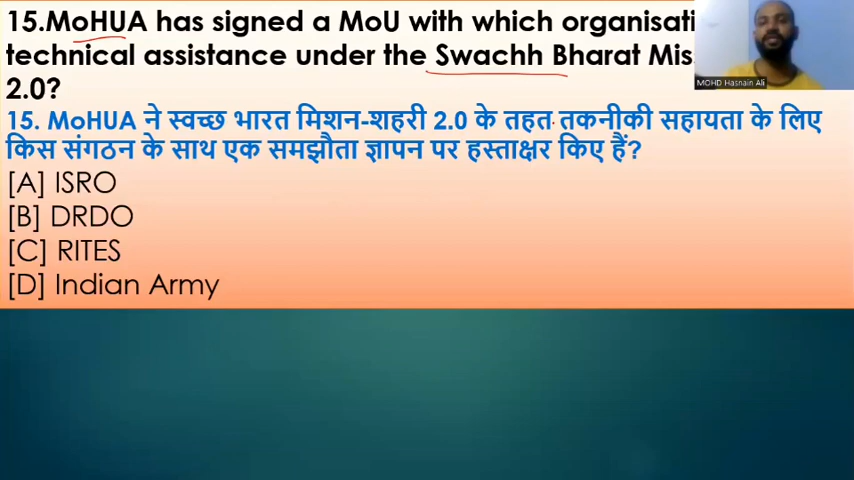 15.MoHUA has signed a MoU with which
technical assistance under the Swachh Bharat
2.0?
MOHD Hasnain Ali
15. MoHUA ने स्वच्छ भारत मिशन-शहरी 2.0 के तहत तकनीकी सहायता के लिए
किस संगठन के साथ एक समझौता ज्ञापन पर हस्ताक्षर किए हैं?
[A] ISRO
[B] DRDO
[C] RITES
[D] Indian Army